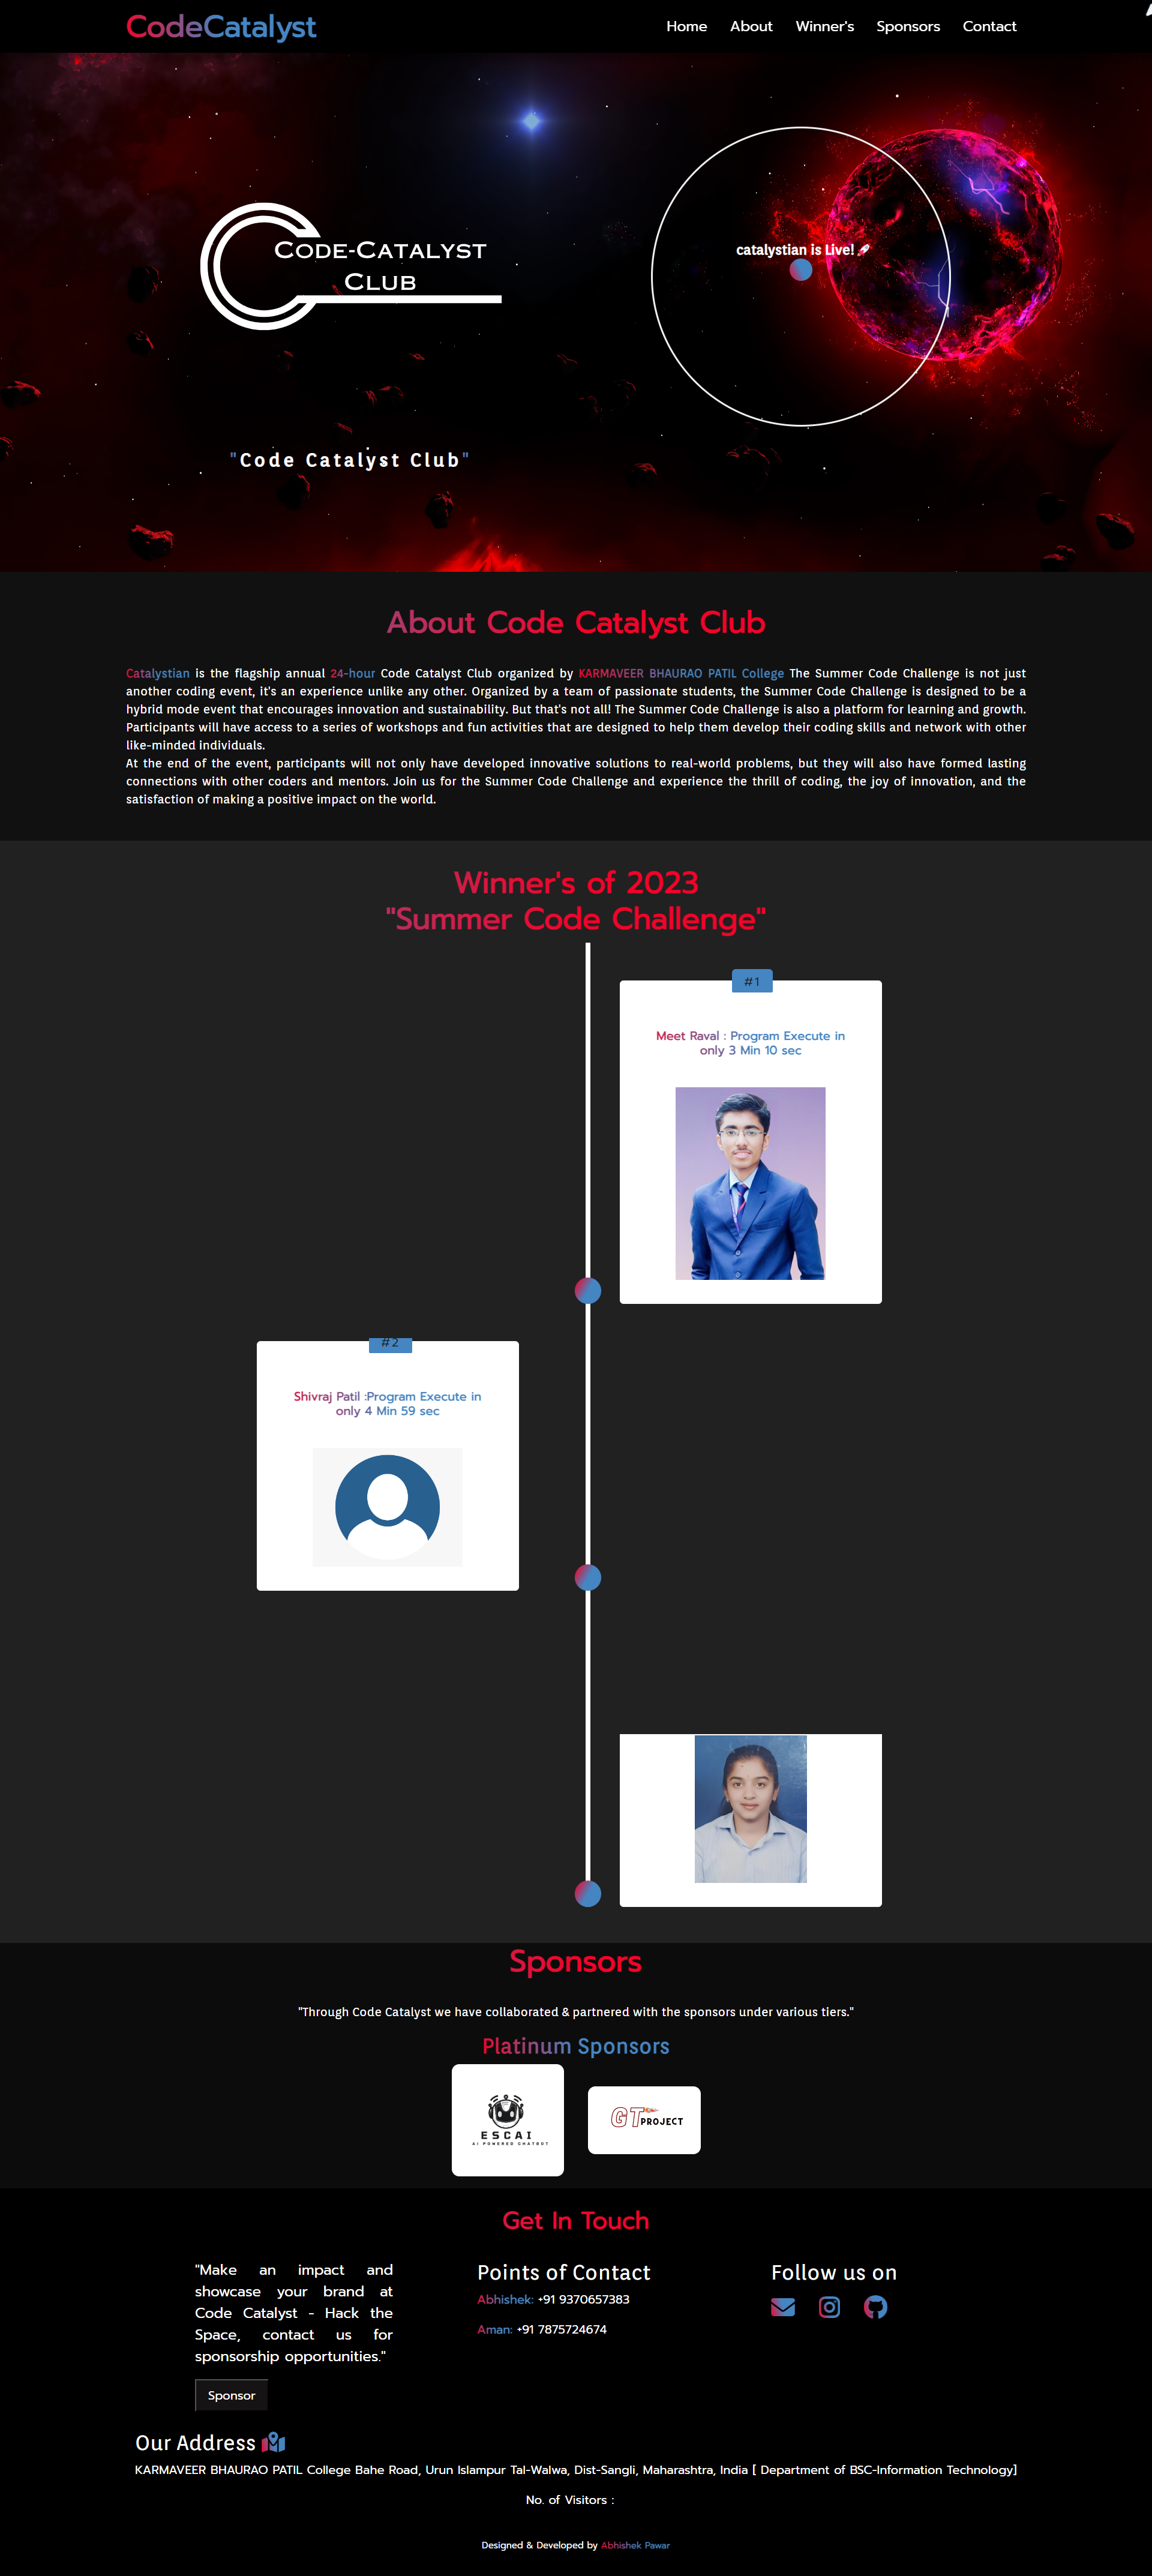 CodeCatalyst
Home About Winner's Sponsors Contact
CODE-CATALYST
CLUB
catalystian is Live! 🚀
"Code Catalyst Club"
About Code Catalyst Club
Catalystian is the flagship annual 24-hour Code Catalyst Club organized by KARMAVEER BHAURAO PATIL College The Summer Code Challenge is not just
another coding event, it's an experience unlike any other. Organized by a team of passionate students, the Summer Code Challenge is designed to be a
hybrid mode event that encourages innovation and sustainability. But that's not all! The Summer Code Challenge is also a platform for learning and growth.
Participants will have access to a series of workshops and fun activities that are designed to help them develop their coding skills and network with other
like-minded individuals.
At the end of the event, participants will not only have developed innovative solutions to real-world problems, but they will also have formed lasting
connections with other coders and mentors. Join us for the Summer Code Challenge and experience the thrill of coding, the joy of innovation, and the
satisfaction of making a positive impact on the world.
Winner's of 2023
"Summer Code Challenge"
#1
Meet Raval : Program Execute in
only 3 Min 10 sec
#2
Shivraj Patil :Program Execute in
only 4 Min 59 sec
Sponsors
"Through Code Catalyst we have collaborated & partnered with the sponsors under various tiers."
Platinum Sponsors
ESCAI
AI POWERED CHATBOT
GT PROJECT
Get In Touch
"Make an impact and
showcase your brand at
Code Catalyst - Hack the
Space, contact us for
sponsorship opportunities."
Sponsor
Points of Contact
Abhishek: +91 9370657383
Aman: +91 7875724674
Follow us on
Our Address
KARMAVEER BHAURAO PATIL College Bahe Road, Urun Islampur Tal-Walwa, Dist-Sangli, Maharashtra, India [ Department of BSC-Information Technology]
No. of Visitors :
Designed & Developed by Abhishek Pawar